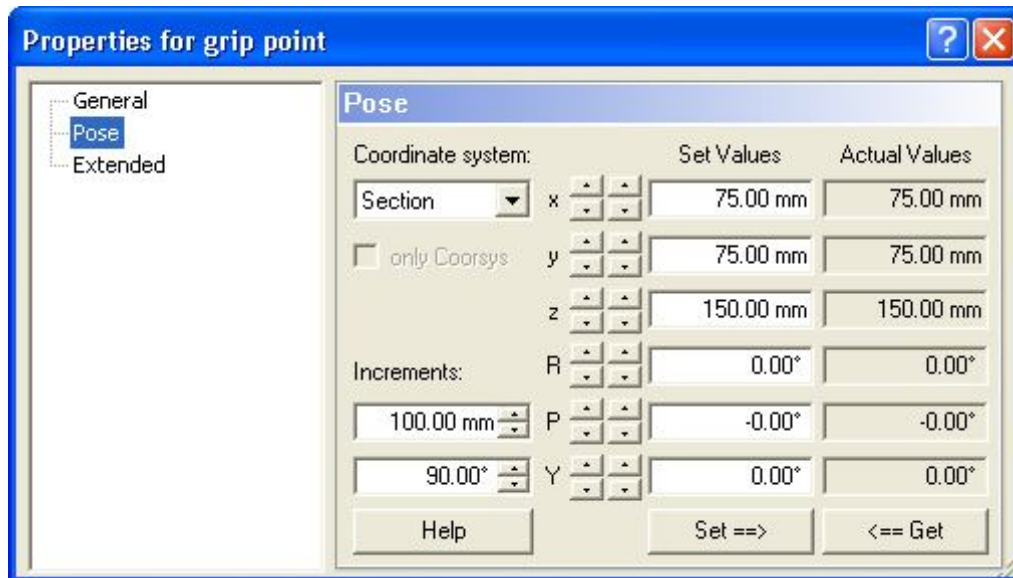 Properties for grip point
General
Pose
Extended
Pose
Coordinate system: Set Values Actual Values
Section x 75.00 mm 75.00 mm
only Coorsys y 75.00 mm 75.00 mm
z 150.00 mm 150.00 mm
Increments: R 0.00° 0.00°
100.00 mm P -0.00° -0.00°
90.00° Y 0.00° 0.00°
Help Set ==> <== Get